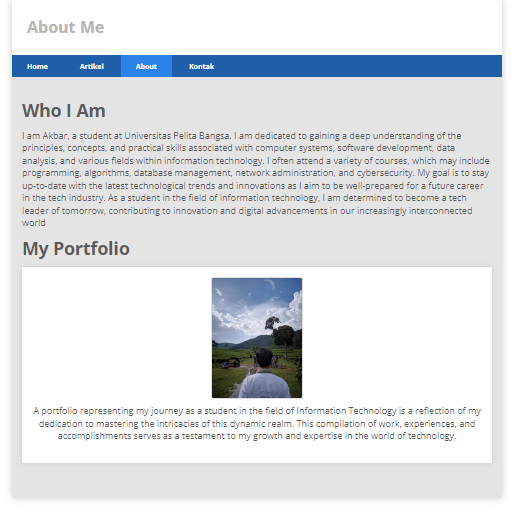 About Me
Home Artikel About Kontak
Who I Am
I am Akbar, a student at Universitas Pelita Bangsa. I am dedicated to gaining a deep understanding of the
principles, concepts, and practical skills associated with computer systems, software development, data
analysis, and various fields within information technology. I often attend a variety of courses, which may include
programming, algorithms, database management, network administration, and cybersecurity. My goal is to stay
up-to-date with the latest technological trends and innovations as I aim to be well-prepared for a future career
in the tech industry. As a student in the field of information technology, I am determined to become a tech
leader of tomorrow, contributing to innovation and digital advancements in our increasingly interconnected
world
My Portfolio
A portfolio representing my journey as a student in the field of Information Technology is a reflection of my
dedication to mastering the intricacies of this dynamic realm. This compilation of work, experiences, and
accomplishments serves as a testament to my growth and expertise in the world of technology.